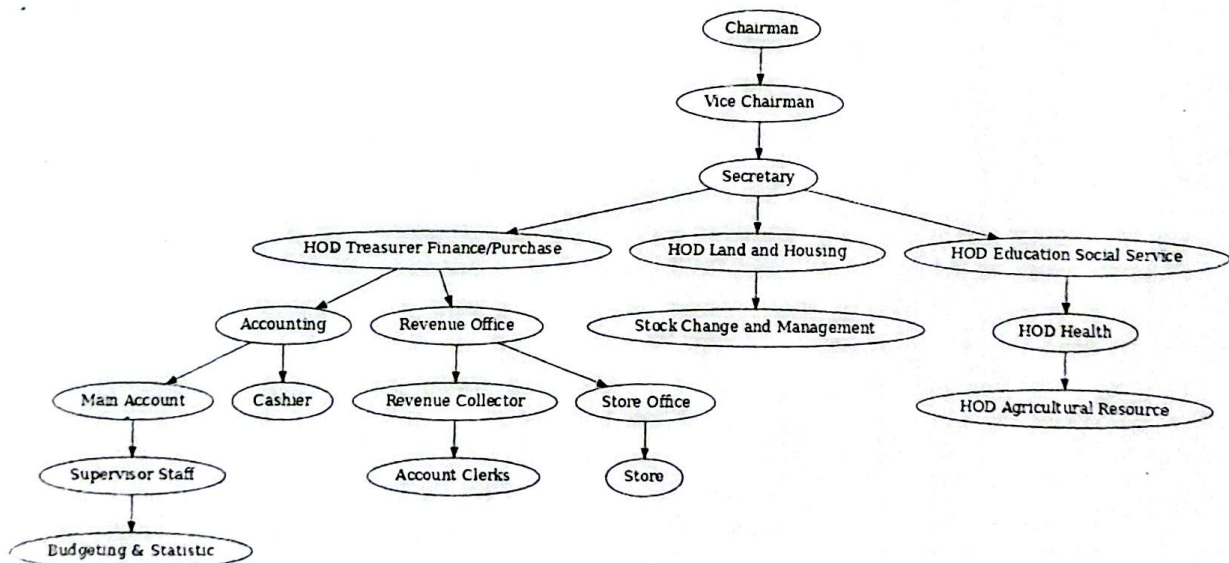 Chairman
Vice Chairman
Secretary
HOD Treasurer Finance/Purchase
HOD Land and Housing
HOD Education Social Service
Accounting
Revenue Office
Stock Change and Management
HOD Health
Main Account
Cashier
Revenue Collector
Store Office
HOD Agricultural Resource
Supervisor Staff
Account Clerks
Store
Budgeting & Statistic